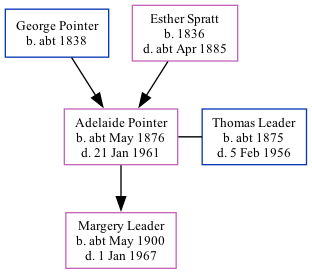 George Pointer
b. abt 1838
Esther Spratt
b. 1836
d. abt Apr 1885
Adelaide Pointer
b. abt May 1876
d. 21 Jan 1961
Thomas Leader
b. abt 1875
d. 5 Feb 1956
Margery Leader
b. abt May 1900
d. 1 Jan 1967